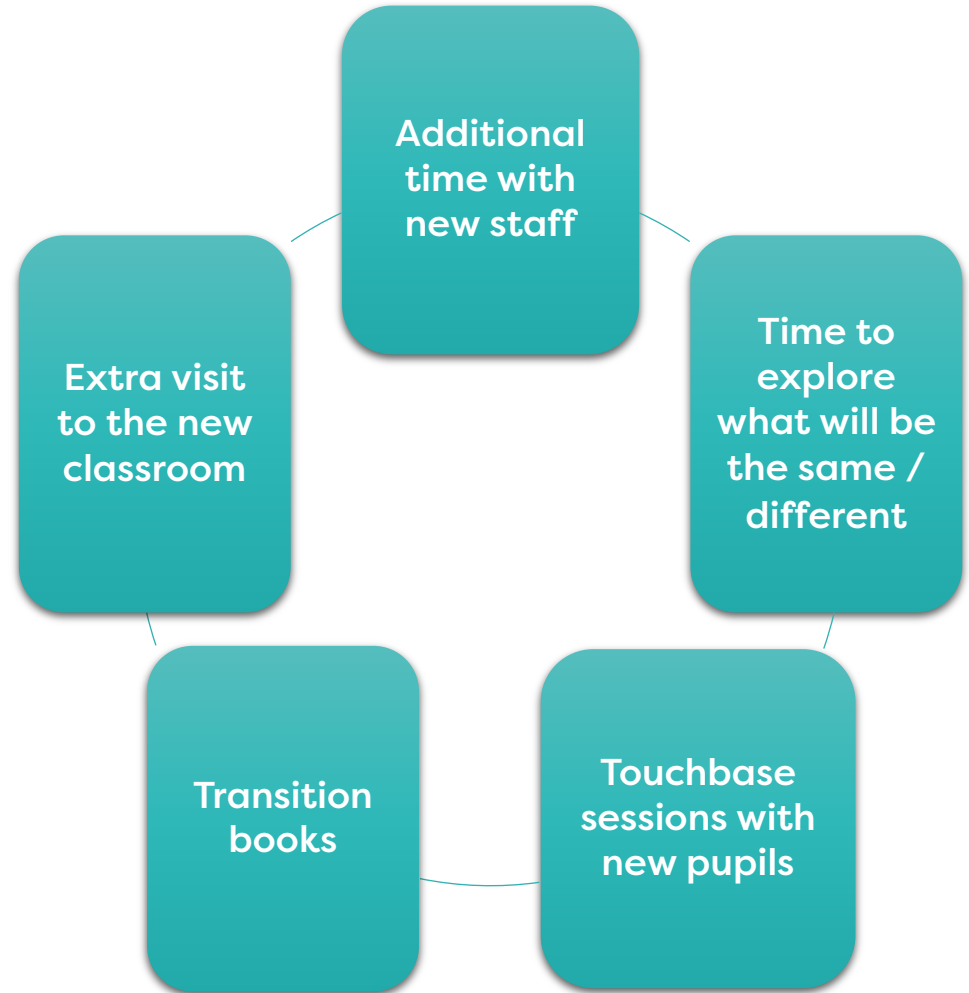 Additional
time with
new staff
Time to
explore
what will be
the same /
different
Touchbase
sessions with
new pupils
Transition
books
Extra visit
to the new
classroom